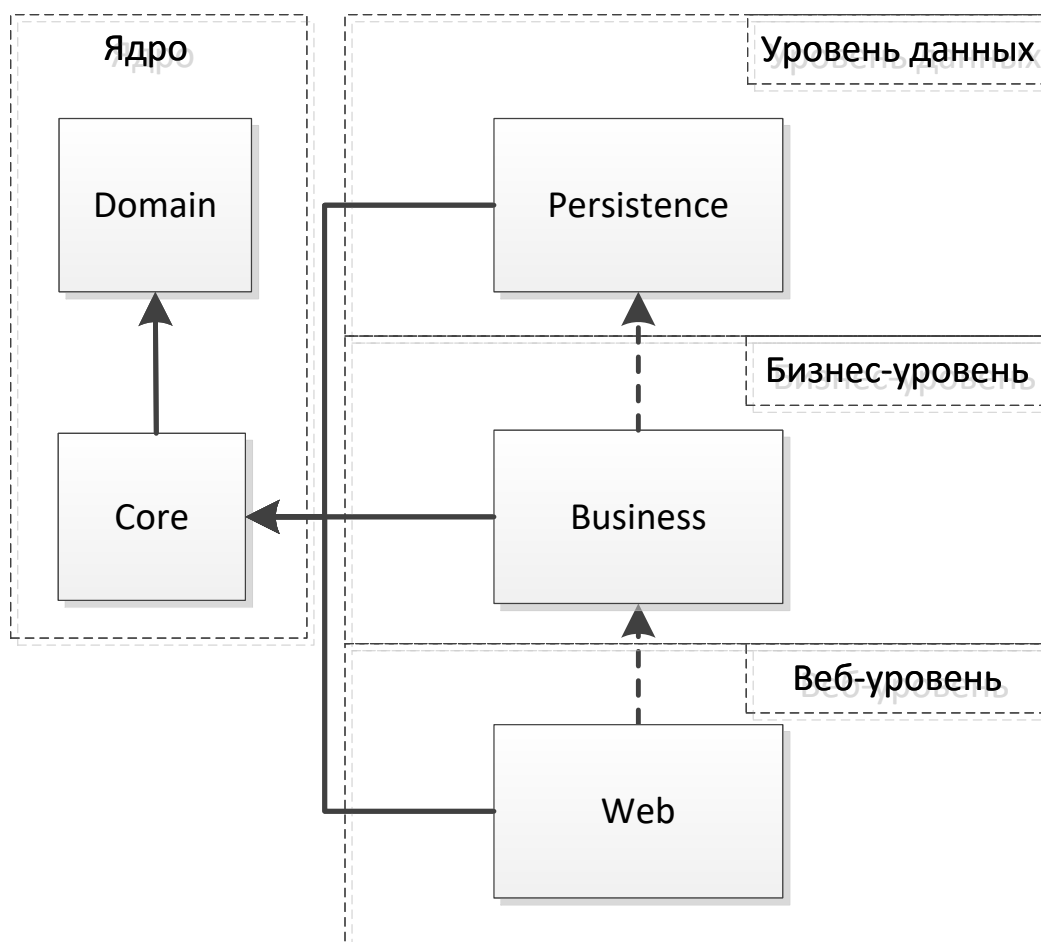 Ядро
Domain
Core
Уровень данных
Persistence
Бизнес-уровень
Business
Веб-уровень
Web